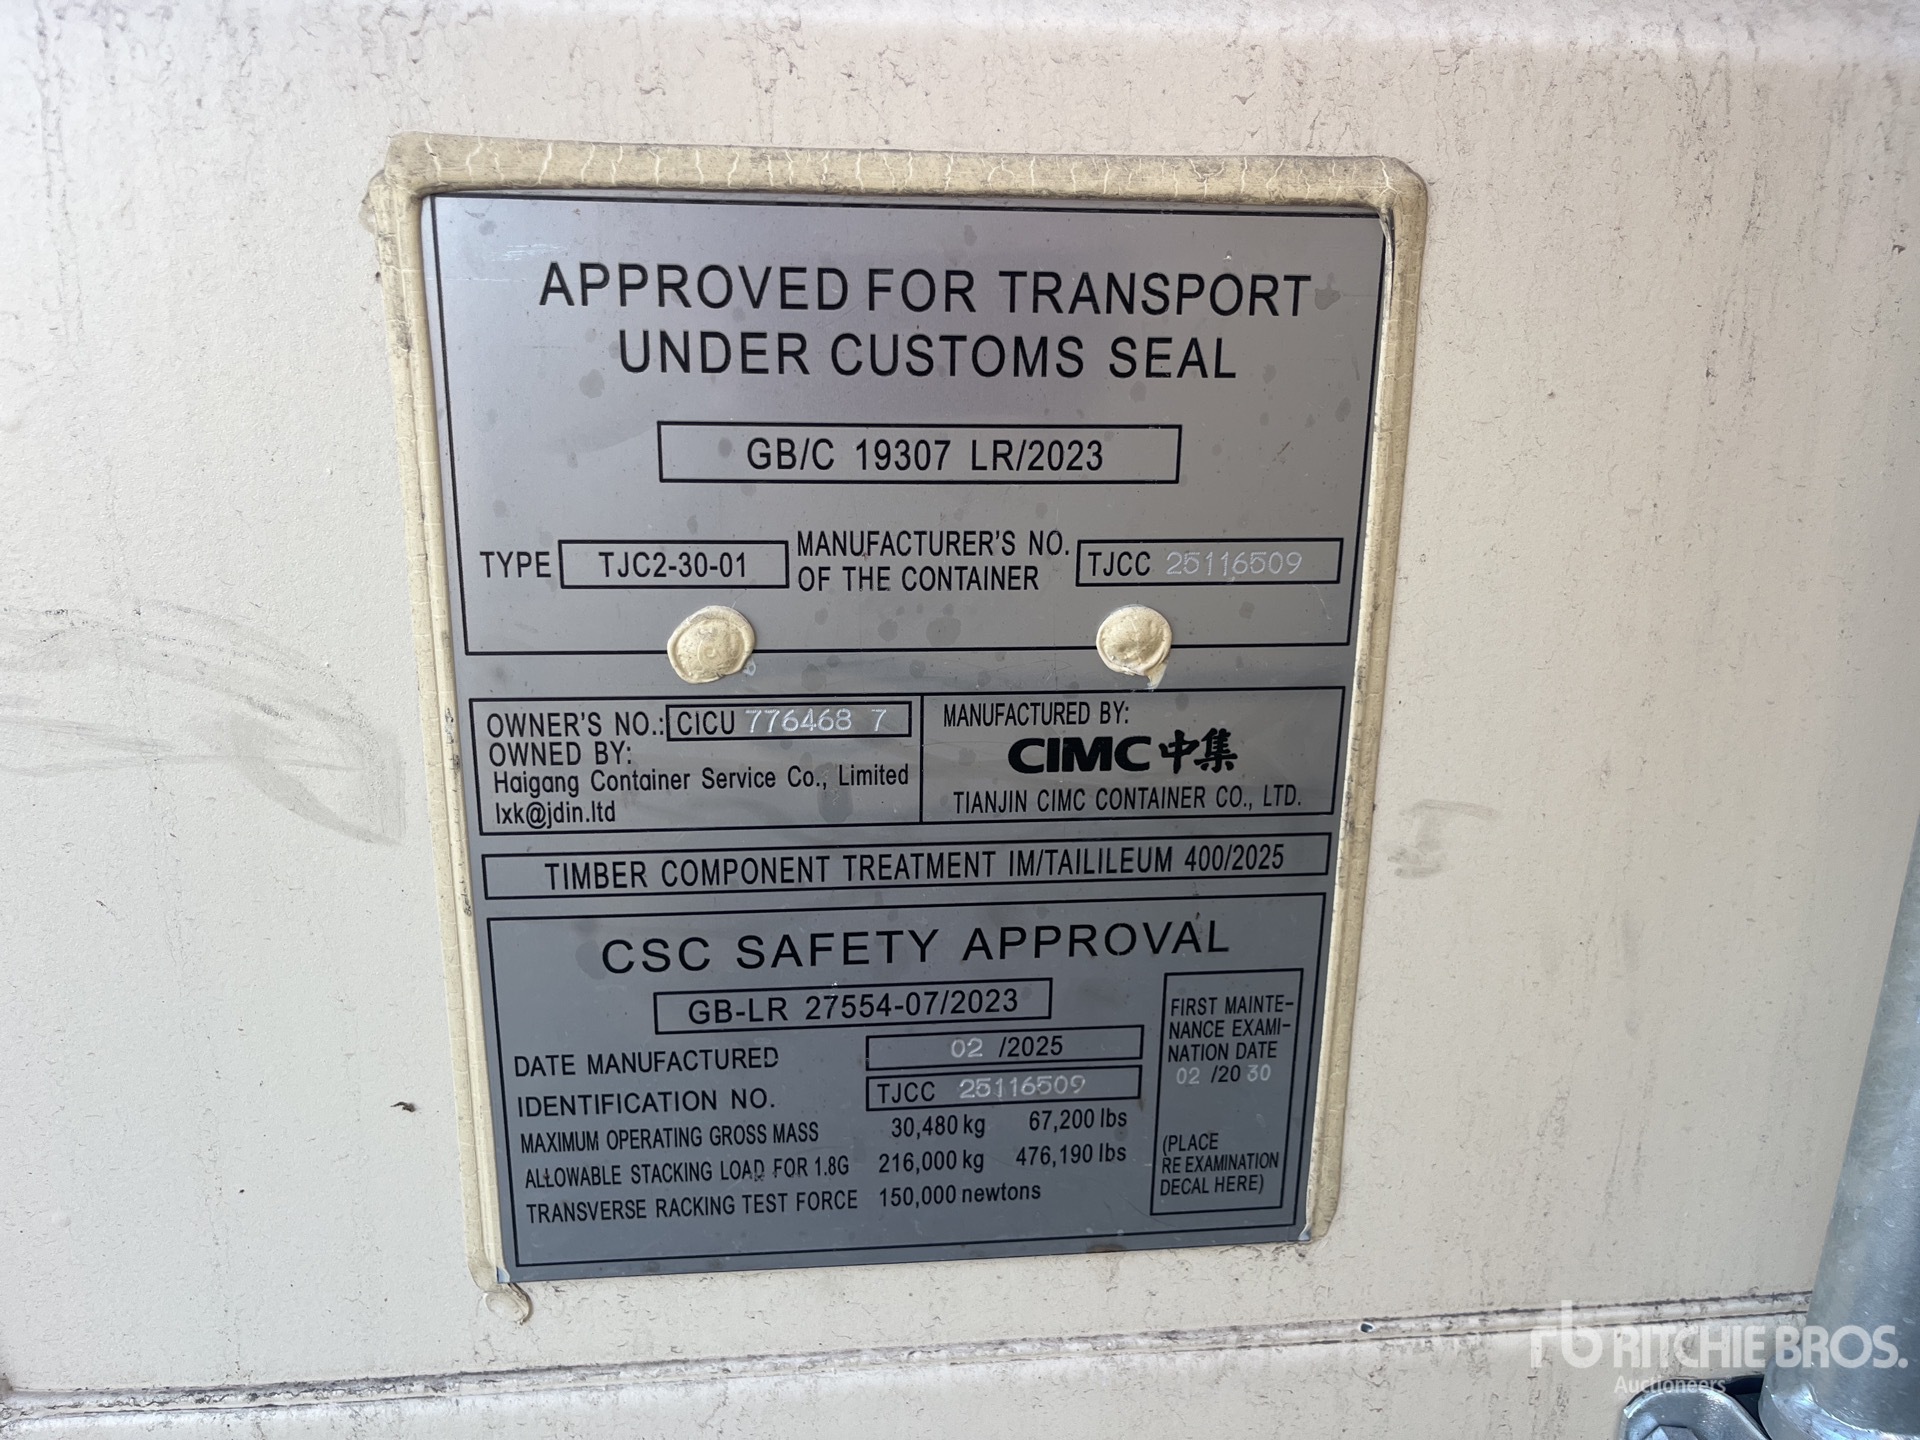 APPROVED FOR TRANSPORT
UNDER CUSTOMS SEAL
GB/C 19307 LR/2023
TYPE TJC2-30-01
MANUFACTURER'S NO.
OF THE CONTAINER
TJCC 25116509
OWNER'S NO.: CICU 776468 7
OWNED BY:
Haigang Container Service Co., Limited
lxk@jdin.ltd
MANUFACTURED BY:
CIMC 中集
TIANJIN CIMC CONTAINER CO., LTD.
TIMBER COMPONENT TREATMENT IM/TAILILEUM 400/2025
CSC SAFETY APPROVAL
GB-LR 27554-07/2023
DATE MANUFACTURED 02 /2025
IDENTIFICATION NO. TJCC 25116509
MAXIMUM OPERATING GROSS MASS 30,480 kg 67,200 lbs
ALLOWABLE STACKING LOAD FOR 1.8G 216,000 kg 476,190 lbs
TRANSVERSE RACKING TEST FORCE 150,000 newtons
FIRST MAINTE-
NANCE EXAMI-
NATION DATE
02 /20 30
(PLACE
RE EXAMINATION
DECAL HERE)
rb RITCHIE BROS.
Auctioneers